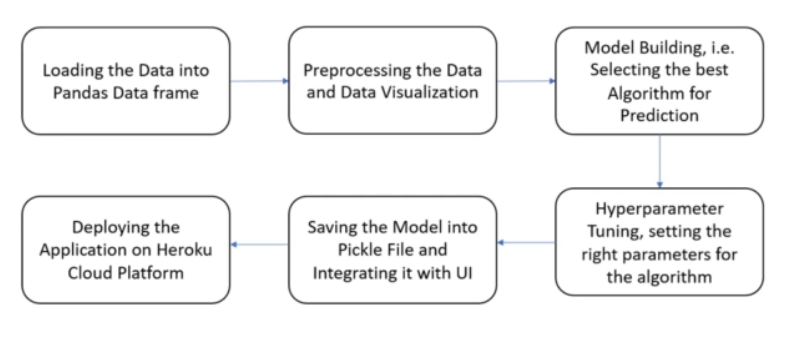 Loading the Data into
Pandas Data frame
Preprocessing the Data
and Data Visualization
Model Building, i.e.
Selecting the best
Algorithm for
Prediction
Hyperparameter
Tuning, setting the
right parameters for
the algorithm
Saving the Model into
Pickle File and
Integrating it with UI
Deploying the
Application on Heroku
Cloud Platform